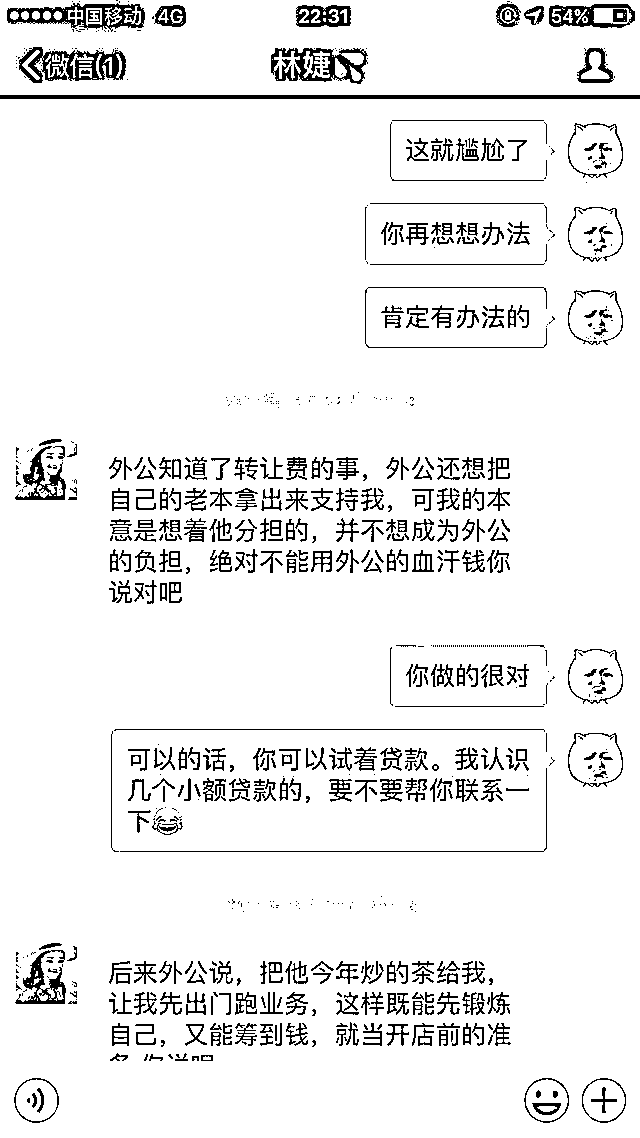 中国移动 4G 22:31 54%
微信(1) 林婕
这就尴尬了
你再想想办法
肯定有办法的
外公知道了转让费的事，外公还想把
自己的老本拿出来支持我，可我的本
意是想着他分担的，并不想成为外公
的负担，绝对不能用外公的血汗钱你
说对吧
你做的很对
可以的话，你可以试着贷款。我认识
几个小额贷款的，要不要帮你联系一
下😂
后来外公说，把他今年炒的茶给我，
让我先出门跑业务，这样既能先锻炼
自己，又能筹到钱，就当开店前的准